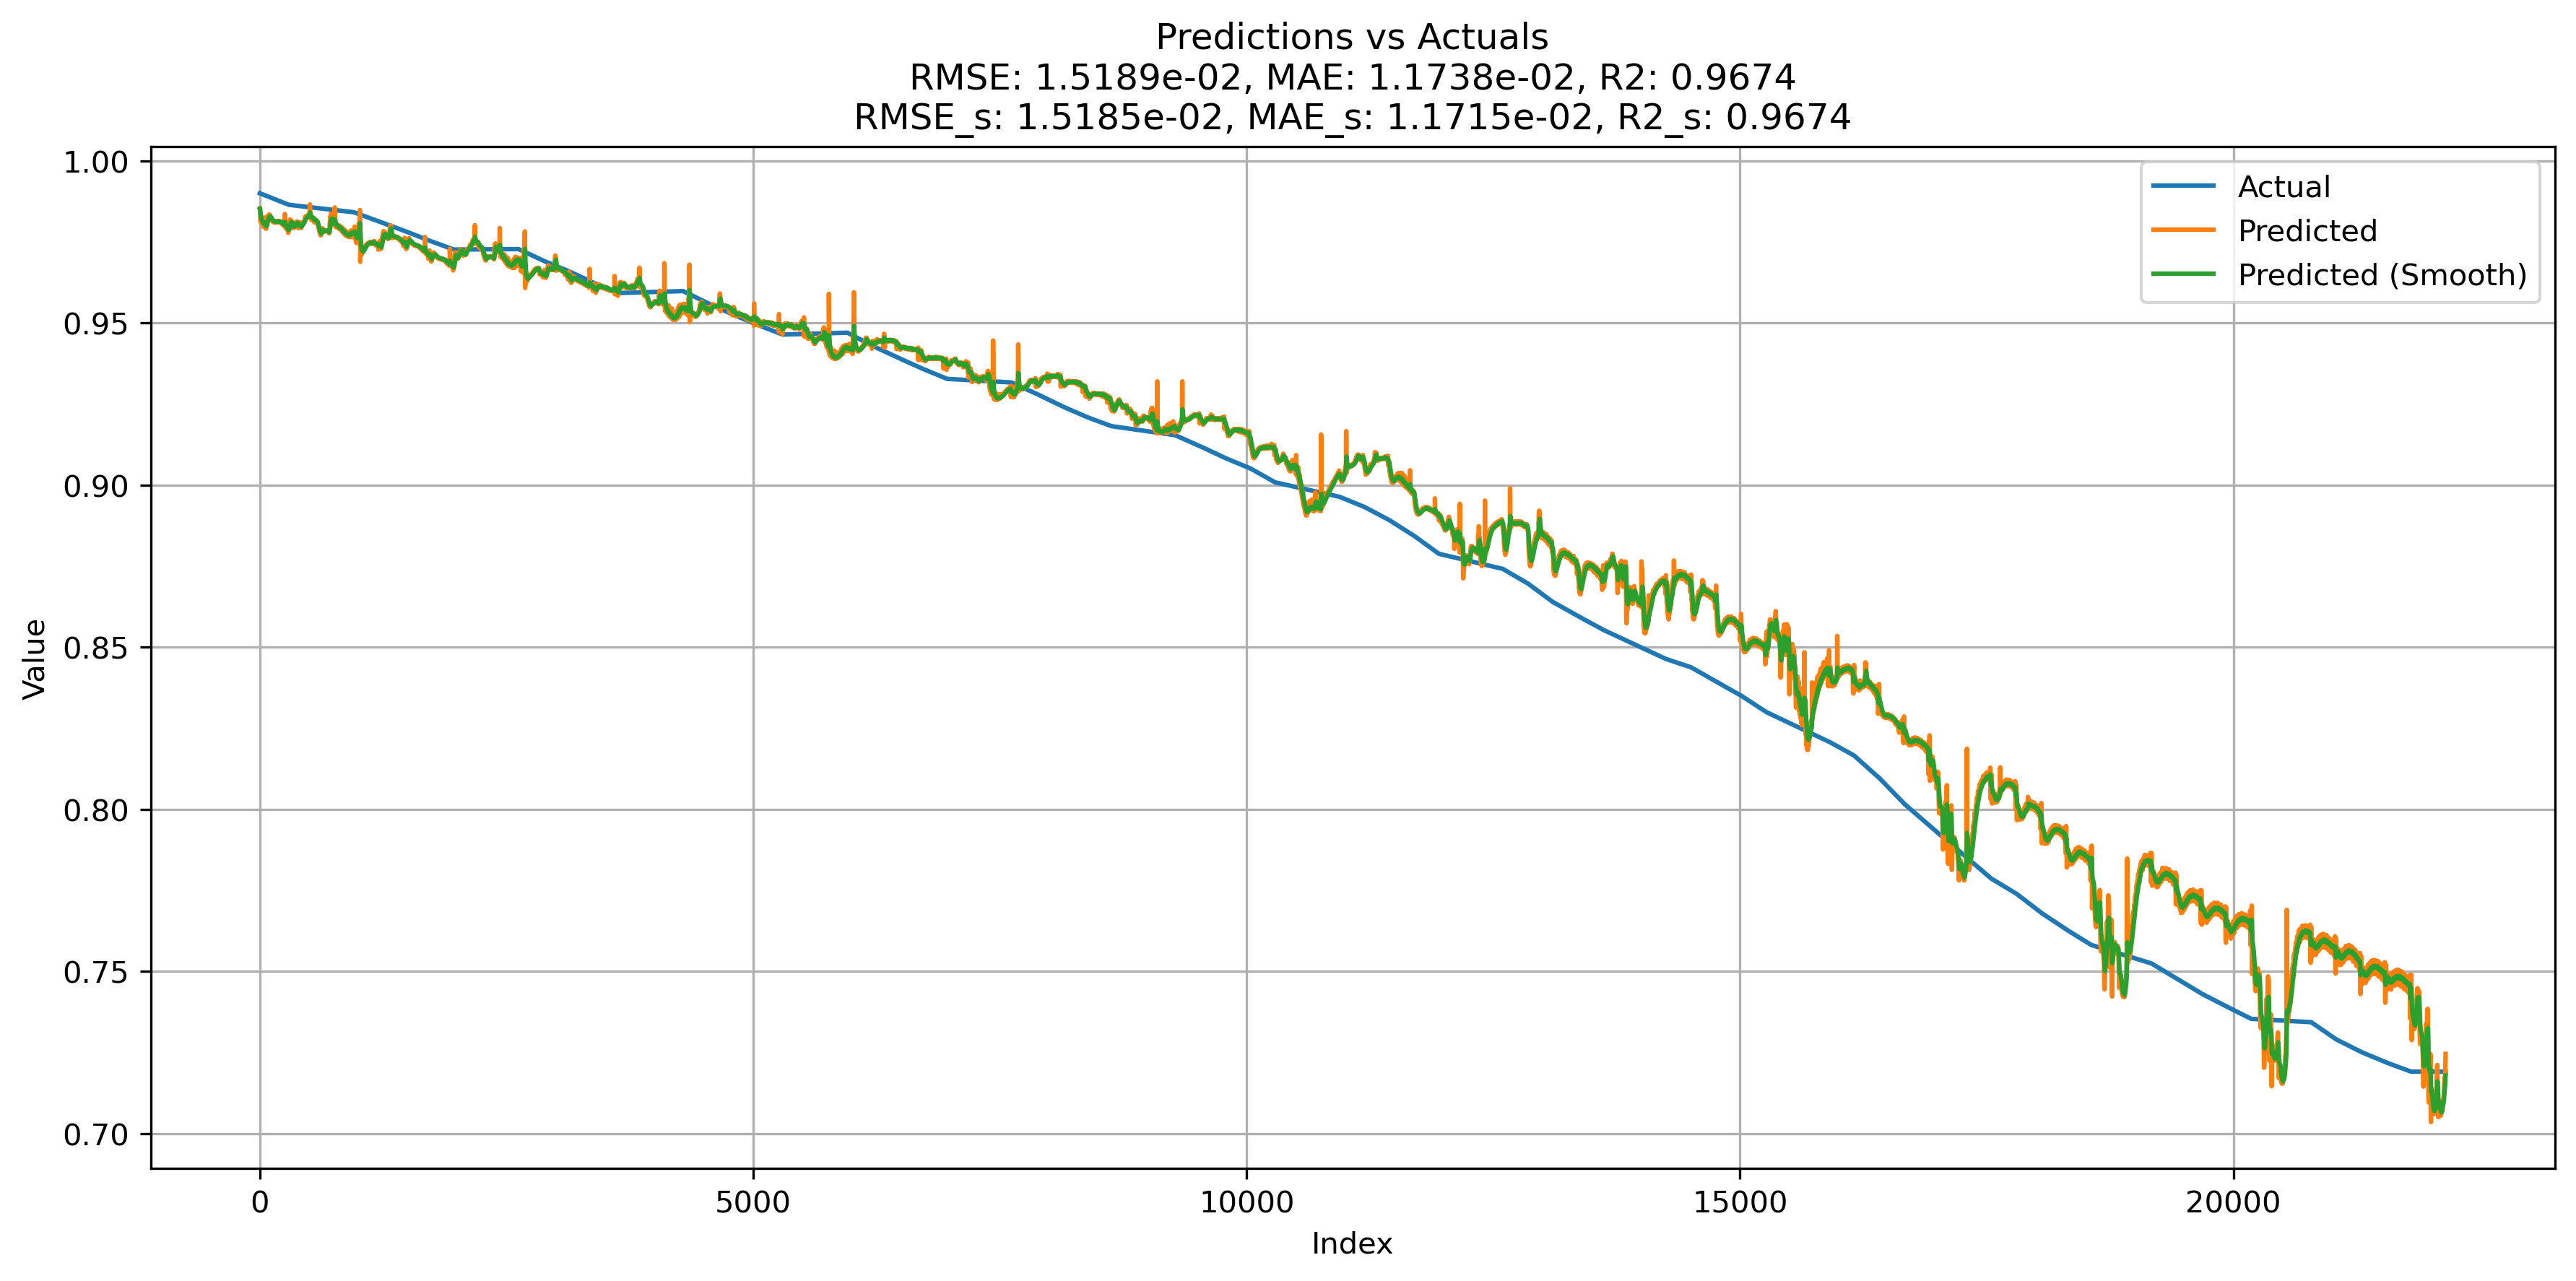 Predictions vs Actuals
RMSE: 1.5189e-02, MAE: 1.1738e-02, R2: 0.9674
RMSE_s: 1.5185e-02, MAE_s: 1.1715e-02, R2_s: 0.9674
Actual
Predicted
Predicted (Smooth)
1.00
0.95
0.90
0.85
0.80
0.75
0.70
Value
0 5000 10000 15000 20000
Index